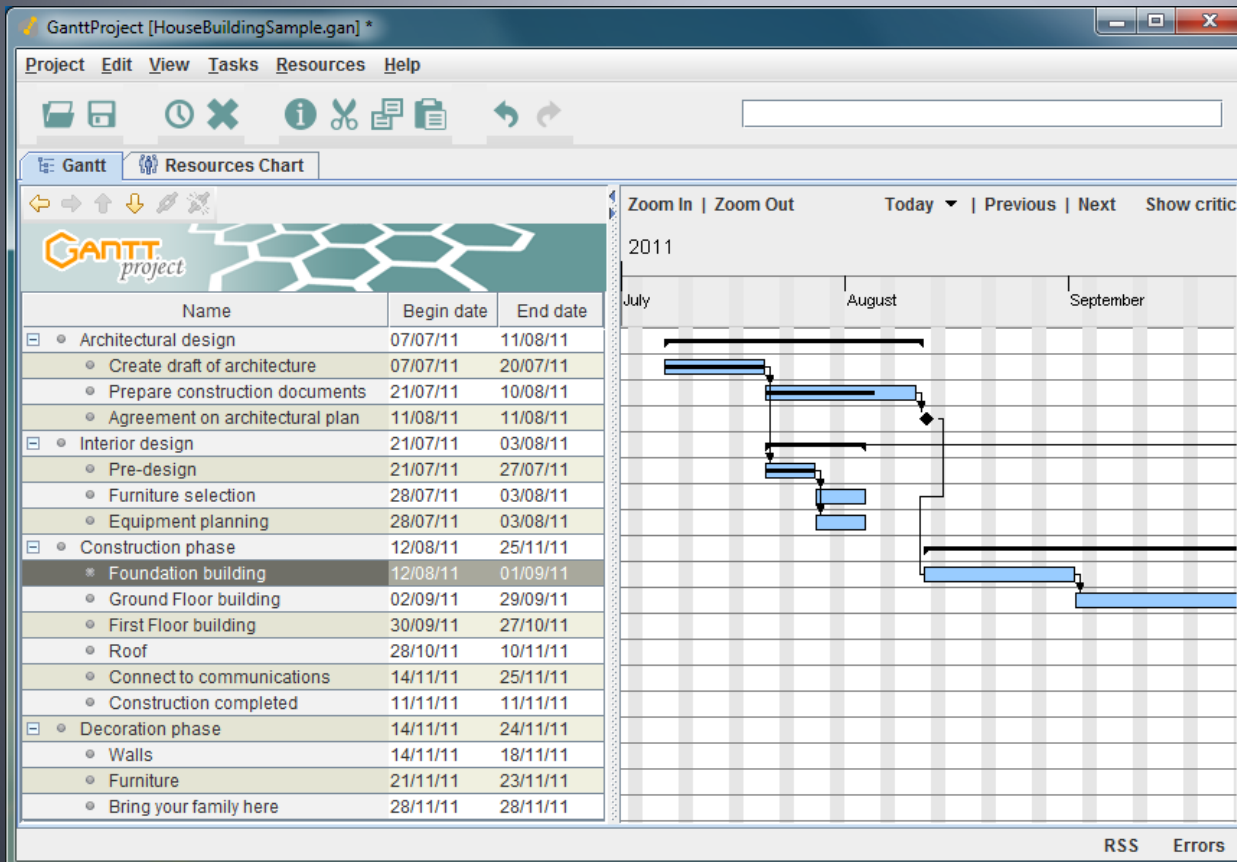 GanttProject [HouseBuildingSample.gan] *
Project Edit View Tasks Resources Help
Gantt Resources Chart
Zoom In | Zoom Out Today | Previous | Next Show critic
GANTT project
2011
July August September
Name Begin date End date
Architectural design 07/07/11 11/08/11
Create draft of architecture 07/07/11 20/07/11
Prepare construction documents 21/07/11 10/08/11
Agreement on architectural plan 11/08/11 11/08/11
Interior design 21/07/11 03/08/11
Pre-design 21/07/11 27/07/11
Furniture selection 28/07/11 03/08/11
Equipment planning 28/07/11 03/08/11
Construction phase 12/08/11 25/11/11
Foundation building 12/08/11 01/09/11
Ground Floor building 02/09/11 29/09/11
First Floor building 30/09/11 27/10/11
Roof 28/10/11 10/11/11
Connect to communications 14/11/11 25/11/11
Construction completed 11/11/11 11/11/11
Decoration phase 14/11/11 24/11/11
Walls 14/11/11 18/11/11
Furniture 21/11/11 23/11/11
Bring your family here 28/11/11 28/11/11
RSS Errors